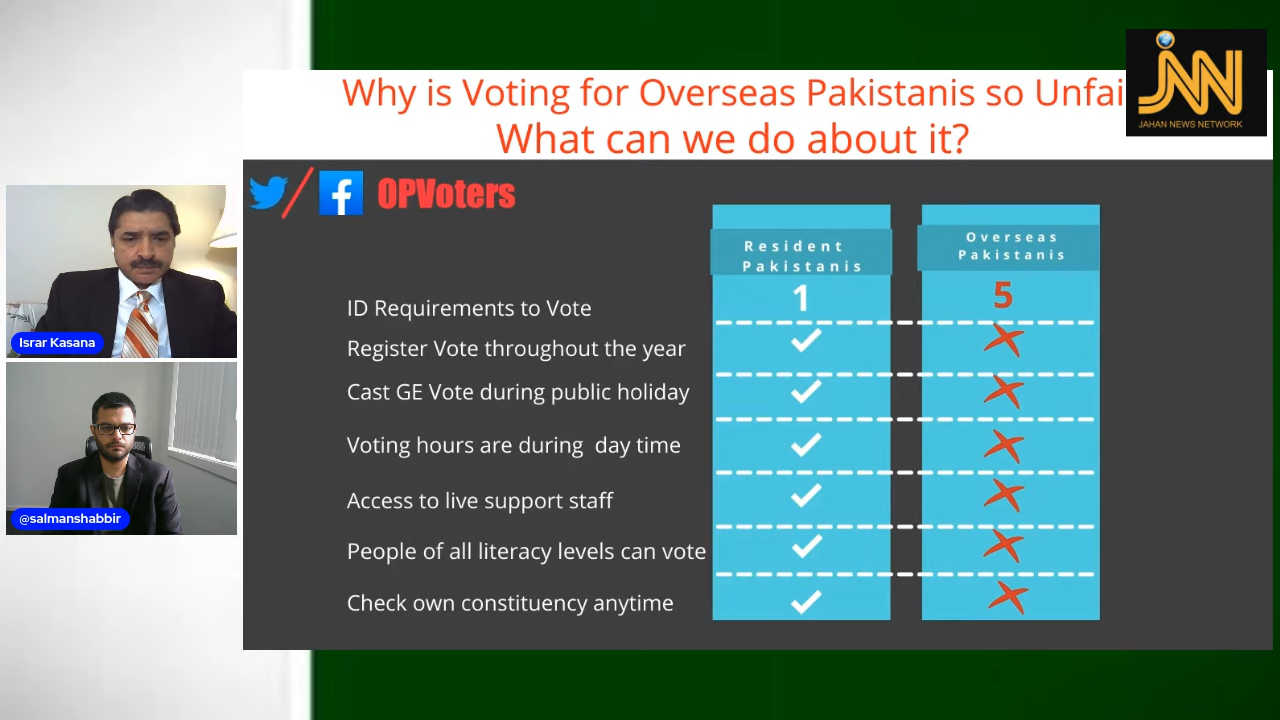 Why is Voting for Overseas Pakistanis so Unfai
What can we do about it?
JNN
JAHAN NEWS NETWORK
OPVoters
Resident
Pakistanis
Overseas
Pakistanis
ID Requirements to Vote 1 5
Register Vote throughout the year
Cast GE Vote during public holiday
Voting hours are during day time
Access to live support staff
People of all literacy levels can vote
Check own constituency anytime
Israr Kasana
@salmanshabbir